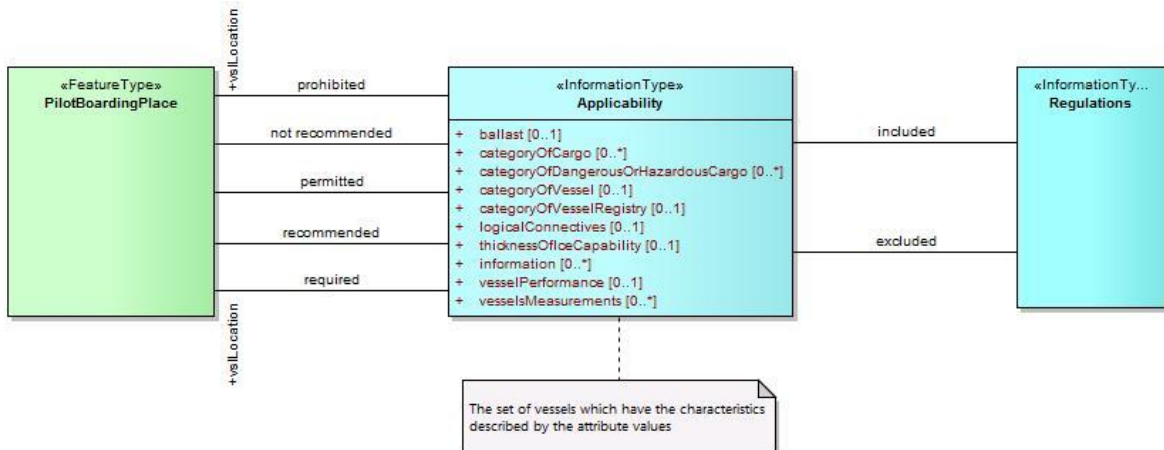 +vslLocation
«FeatureType»
PilotBoardingPlace
prohibited
not recommended
permitted
recommended
required
+vslLocation
«InformationType»
Applicability
+ ballast [0..1]
+ categoryOfCargo [0..*]
+ categoryOfDangerousOrHazardousCargo [0..*]
+ categoryOfVessel [0..1]
+ categoryOfVesselRegistry [0..1]
+ logicalConnectives [0..1]
+ thicknessOfIceCapability [0..1]
+ information [0..*]
+ vesselPerformance [0..1]
+ vesselsMeasurements [0..*]
included
excluded
«InformationTy...
Regulations
The set of vessels which have the characteristics
described by the attribute values